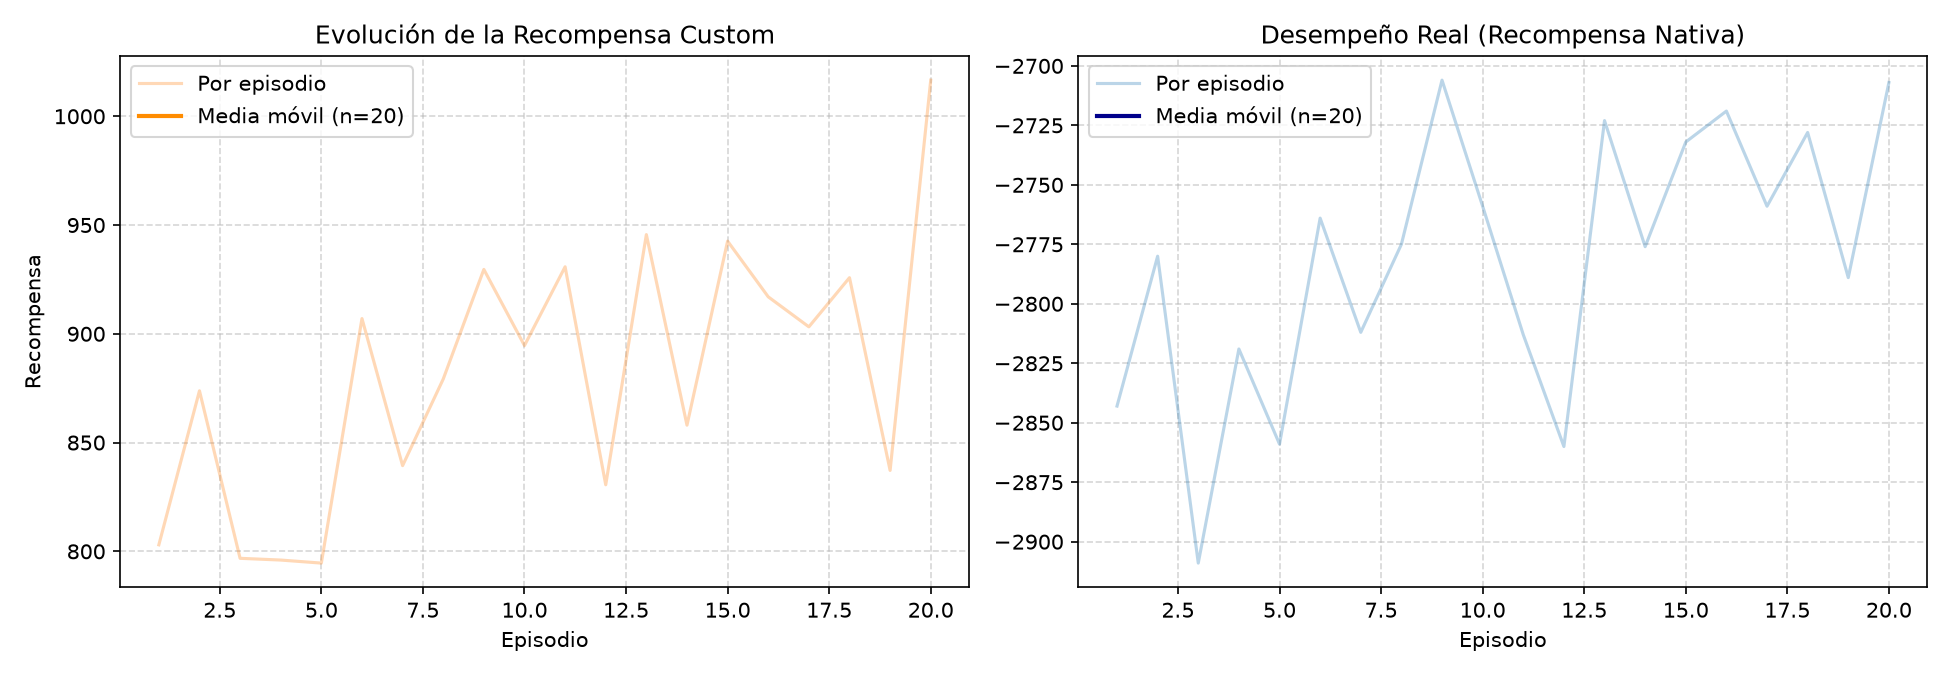 Evolución de la Recompensa Custom
Por episodio
Media móvil (n=20)
1000
950
900
850
800
Recompensa
2.5 5.0 7.5 10.0 12.5 15.0 17.5 20.0
Episodio
Desempeño Real (Recompensa Nativa)
Por episodio
Media móvil (n=20)
−2700
−2725
−2750
−2775
−2800
−2825
−2850
−2875
−2900
2.5 5.0 7.5 10.0 12.5 15.0 17.5 20.0
Episodio